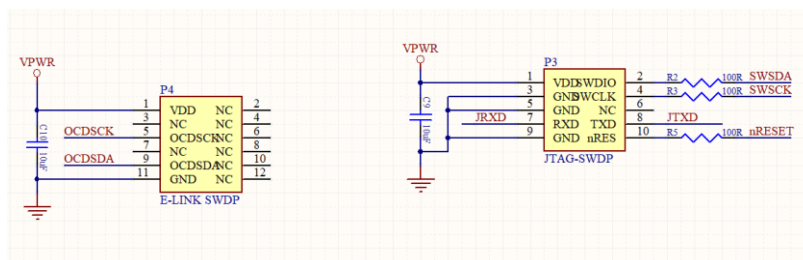 VPWR
P4
1 VDD NC 2
3 NC NC 4
OCDSCK 5 OCDSCK NC 6
7 NC NC 8
OCDSDA 9 OCDSDA NC 10
11 GND NC 12
E-LINK SWDP
C10 10uF
VPWR
P3
1 VDD SWDIO 2 R2 100R SWSDA
3 GND SWCLK 4 R3 100R SWSCK
5 GND NC 6
JRXD 7 RXD TXD 8 JTXD
9 GND nRES 10 R5 100R nRESET
JTAG-SWDP
C9 10uF